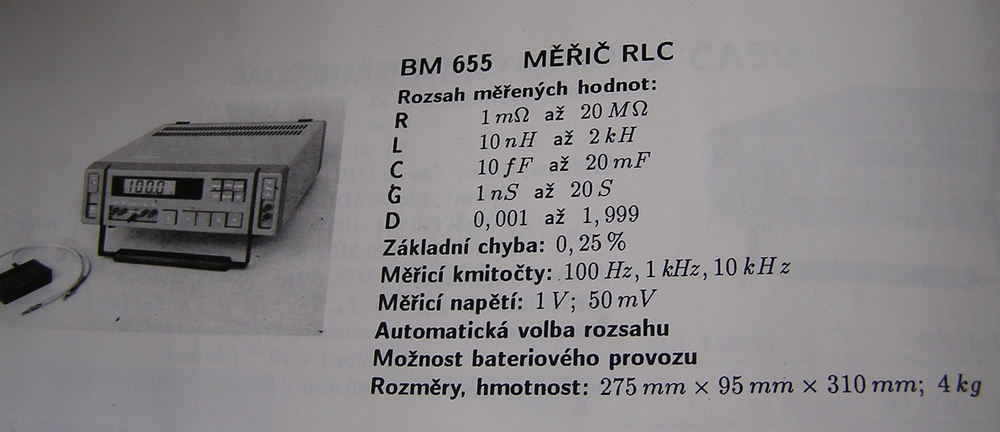 BM 655 MĚŘIČ RLC
Rozsah měřených hodnot:
R 1 mΩ až 20 MΩ
L 10 nH až 2 kH
C 10 fF až 20 mF
G 1 nS až 20 S
D 0,001 až 1,999
Základní chyba: 0,25 %
Měřicí kmitočty: 100 Hz, 1 kHz, 10 kHz
Měřicí napětí: 1 V; 50 mV
Automatická volba rozsahu
Možnost bateriového provozu
Rozměry, hmotnost: 275 mm × 95 mm × 310 mm; 4 kg
100.0